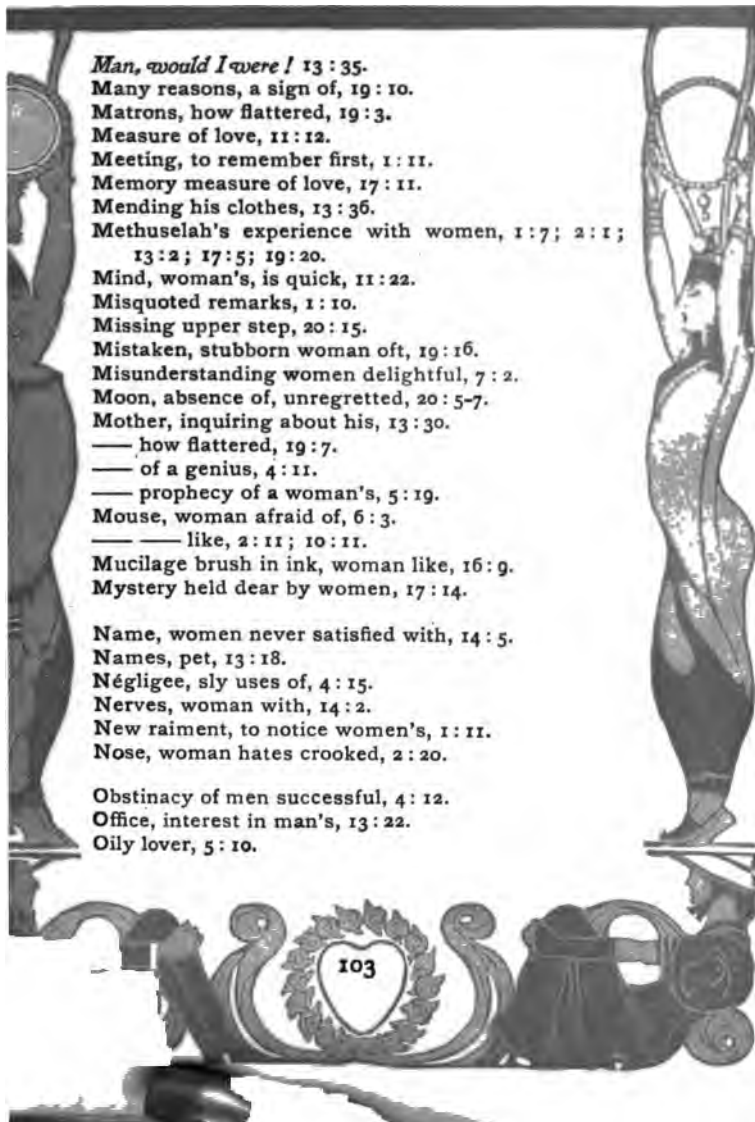 Man, would I were! 13:35.
Many reasons, a sign of, 19:10.
Matrons, how flattered, 19:3.
Measure of love, 11:12.
Meeting, to remember first, 1:11.
Memory measure of love, 17:11.
Mending his clothes, 13:36.
Methuselah's experience with women, 1:7; 2:1;
13:2; 17:5; 19:20.
Mind, woman's, is quick, 11:22.
Misquoted remarks, 1:10.
Missing upper step, 20:15.
Mistaken, stubborn woman oft, 19:16.
Misunderstanding women delightful, 7:2.
Moon, absence of, unregretted, 20:5-7.
Mother, inquiring about his, 13:30.
—— how flattered, 19:7.
—— of a genius, 4:11.
—— prophecy of a woman's, 5:19.
Mouse, woman afraid of, 6:3.
—— —— like, 2:11; 10:11.
Mucilage brush in ink, woman like, 16:9.
Mystery held dear by women, 17:14.
Name, women never satisfied with, 14:5.
Names, pet, 13:18.
Négligee, sly uses of, 4:15.
Nerves, woman with, 14:2.
New raiment, to notice women's, 1:11.
Nose, woman hates crooked, 2:20.
Obstinacy of men successful, 4:12.
Office, interest in man's, 13:22.
Oily lover, 5:10.
103